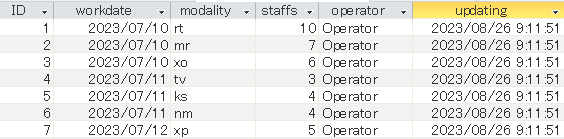 ID workdate modality staffs operator updating
1 2023/07/10 rt 10 Operator 2023/08/26 9:11:51
2 2023/07/10 mr 7 Operator 2023/08/26 9:11:51
3 2023/07/10 xo 6 Operator 2023/08/26 9:11:51
4 2023/07/11 tv 3 Operator 2023/08/26 9:11:51
5 2023/07/11 ks 4 Operator 2023/08/26 9:11:51
6 2023/07/11 nm 4 Operator 2023/08/26 9:11:51
7 2023/07/12 xp 5 Operator 2023/08/26 9:11:51